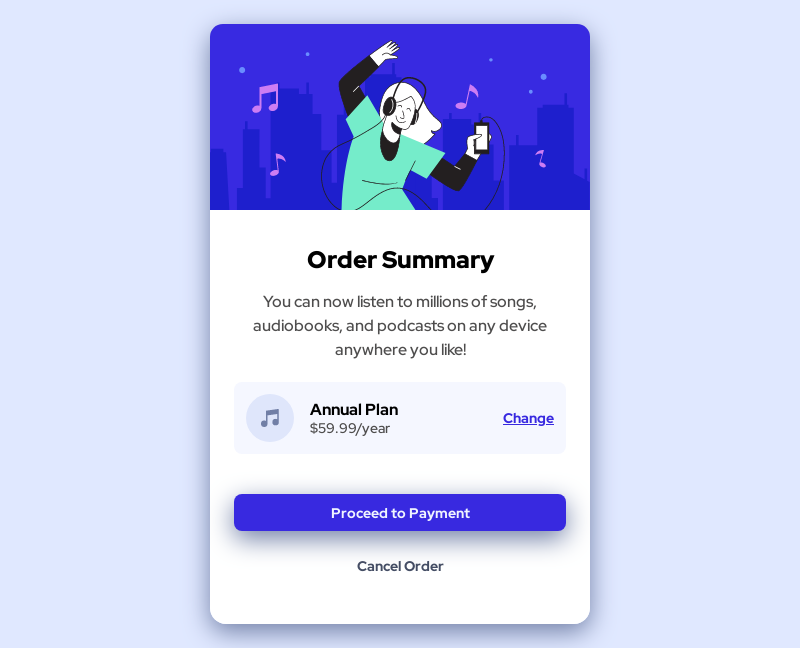 Order Summary
You can now listen to millions of songs,
audiobooks, and podcasts on any device
anywhere you like!
Annual Plan
$59.99/year
Change
Proceed to Payment
Cancel Order